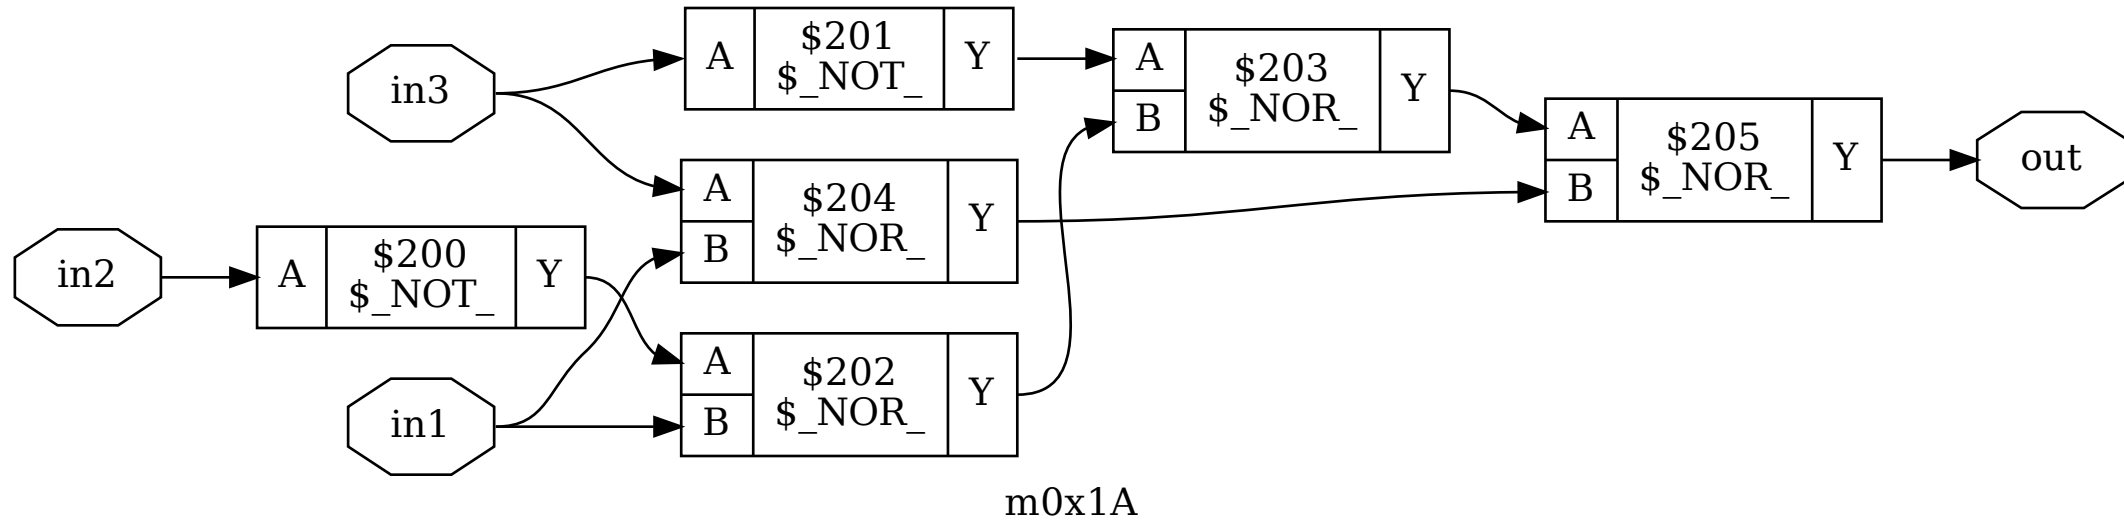 in3
A
$201
$_NOT_
Y
A
B
$203
$_NOR_
Y
A
B
$204
$_NOR_
Y
A
B
$205
$_NOR_
Y
out
in2
A
$200
$_NOT_
Y
in1
A
B
$202
$_NOR_
Y
m0x1A